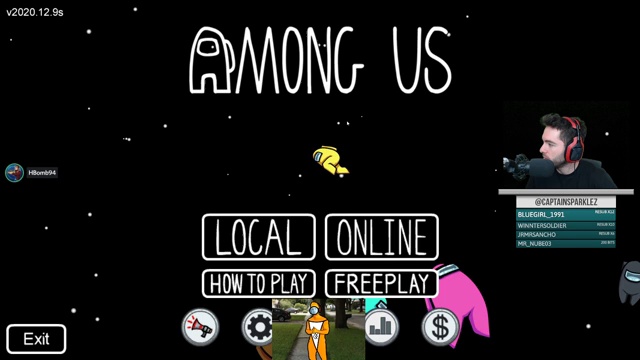 v2020.12.9s
AMONG US
HBomb94
@CAPTAINSPARKLEZ
BLUEGIRL_1991
WINNTERSOLDIER
JRMRSANCHO
MR_NUBE03
LOCAL
ONLINE
HOW TO PLAY
FREEPLAY
$
Exit